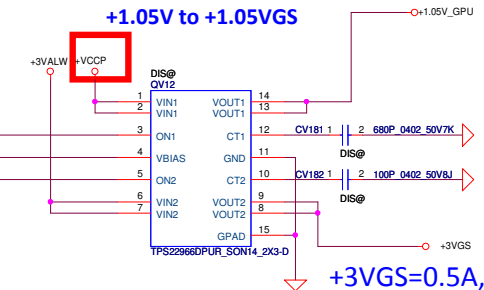 +1.05V to +1.05VGS
+1.05V_GPU
+3VALW
+VCCP
DIS@
QV12
1 VIN1 VOUT1 14
2 VIN1 VOUT1 13
3 ON1 CT1 12 CV181 1 2 680P_0402_50V7K
DIS@
4 VBIAS GND 11
5 ON2 CT2 10 CV182 1 2 100P_0402_50V8J
DIS@
6 VIN2 VOUT2 9
7 VIN2 VOUT2 8
GPAD 15
TPS22966DPUR_SON14_2X3-D
+3VGS
+3VGS=0.5A,